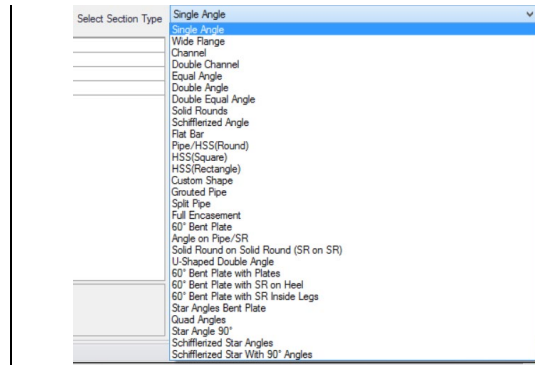 Select Section Type
Single Angle
Single Angle
Wide Range
Channel
Double Channel
Equal Angle
Double Angle
Double Equal Angle
Solid Rounds
Schifflerized Angle
Flat Bar
Pipe/HSS(Round)
HSS(Square)
HSS(Rectangle)
Custom Shape
Grouted Pipe
Split Pipe
Full Encasement
60° Bent Plate
Angle on Pipe/SR
Solid Round on Solid Round (SR on SR)
U-Shaped Double Angle
60° Bent Plate with Plates
60° Bent Plate with SR on Heel
60° Bent Plate with SR Inside Legs
Star Angles Bent Plate
Quad Angles
Star Angle 90°
Schifflerized Star Angles
Schifflerized Star With 90° Angles